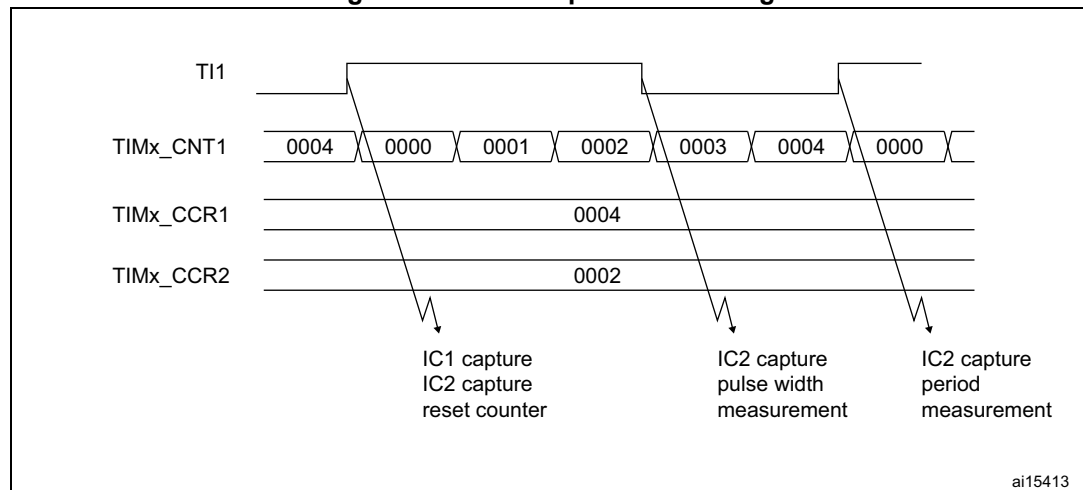 TI1
TIMx_CNT1 0004 0000 0001 0002 0003 0004 0000
TIMx_CCR1 0004
TIMx_CCR2 0002
IC1 capture
IC2 capture
reset counter
IC2 capture
pulse width
measurement
IC2 capture
period
measurement
ai15413